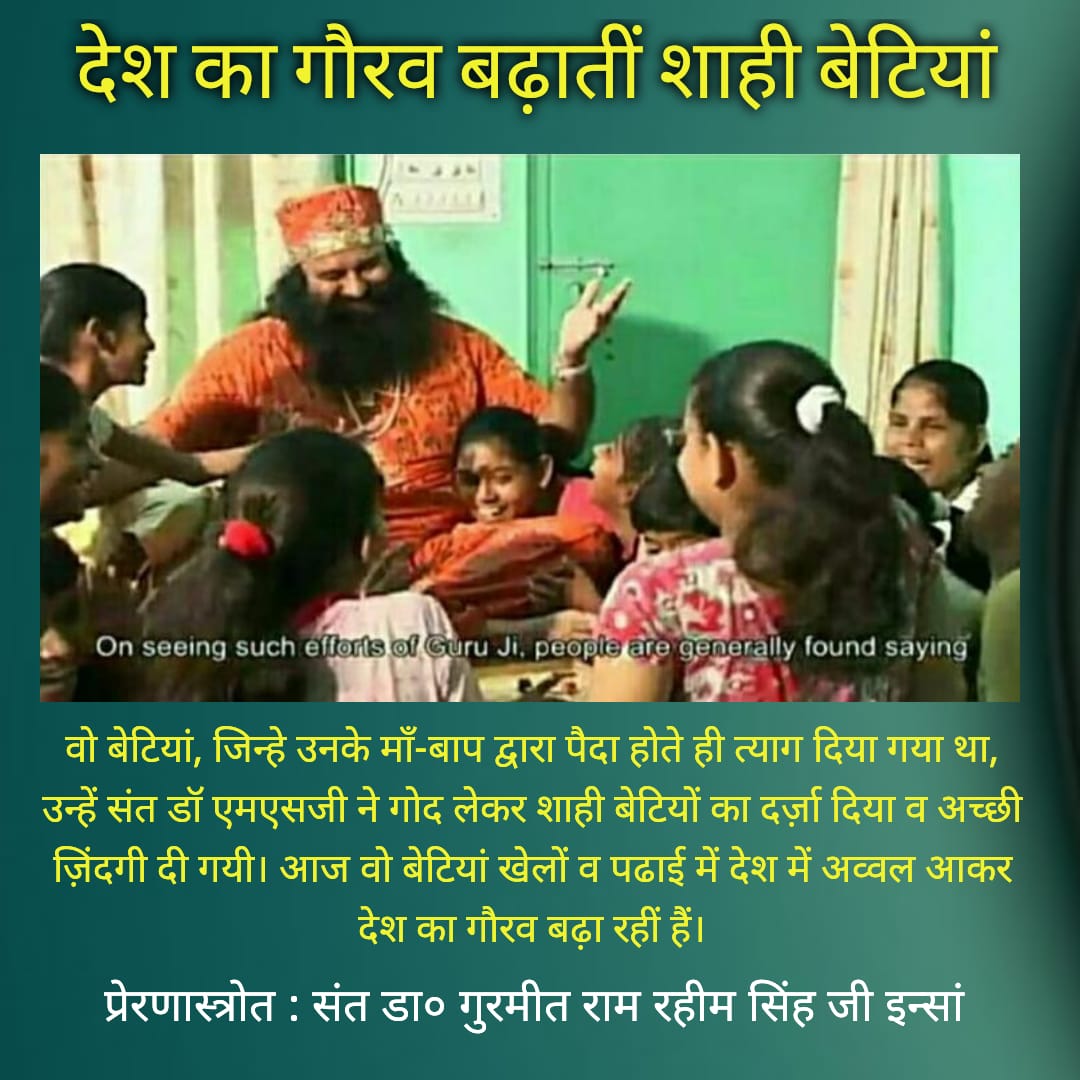 देश का गौरव बढ़ातीं शाही बेटियां
On seeing such efforts of Guru Ji, people are generally found saying
वो बेटियां, जिन्हे उनके माँ-बाप द्वारा पैदा होते ही त्याग दिया गया था,
उन्हें संत डॉ एमएसजी ने गोद लेकर शाही बेटियों का दर्ज़ा दिया व अच्छी
ज़िंदगी दी गयी। आज वो बेटियां खेलों व पढाई में देश में अव्वल आकर
देश का गौरव बढ़ा रहीं हैं।
प्रेरणास्त्रोत : संत डा० गुरमीत राम रहीम सिंह जी इन्सां